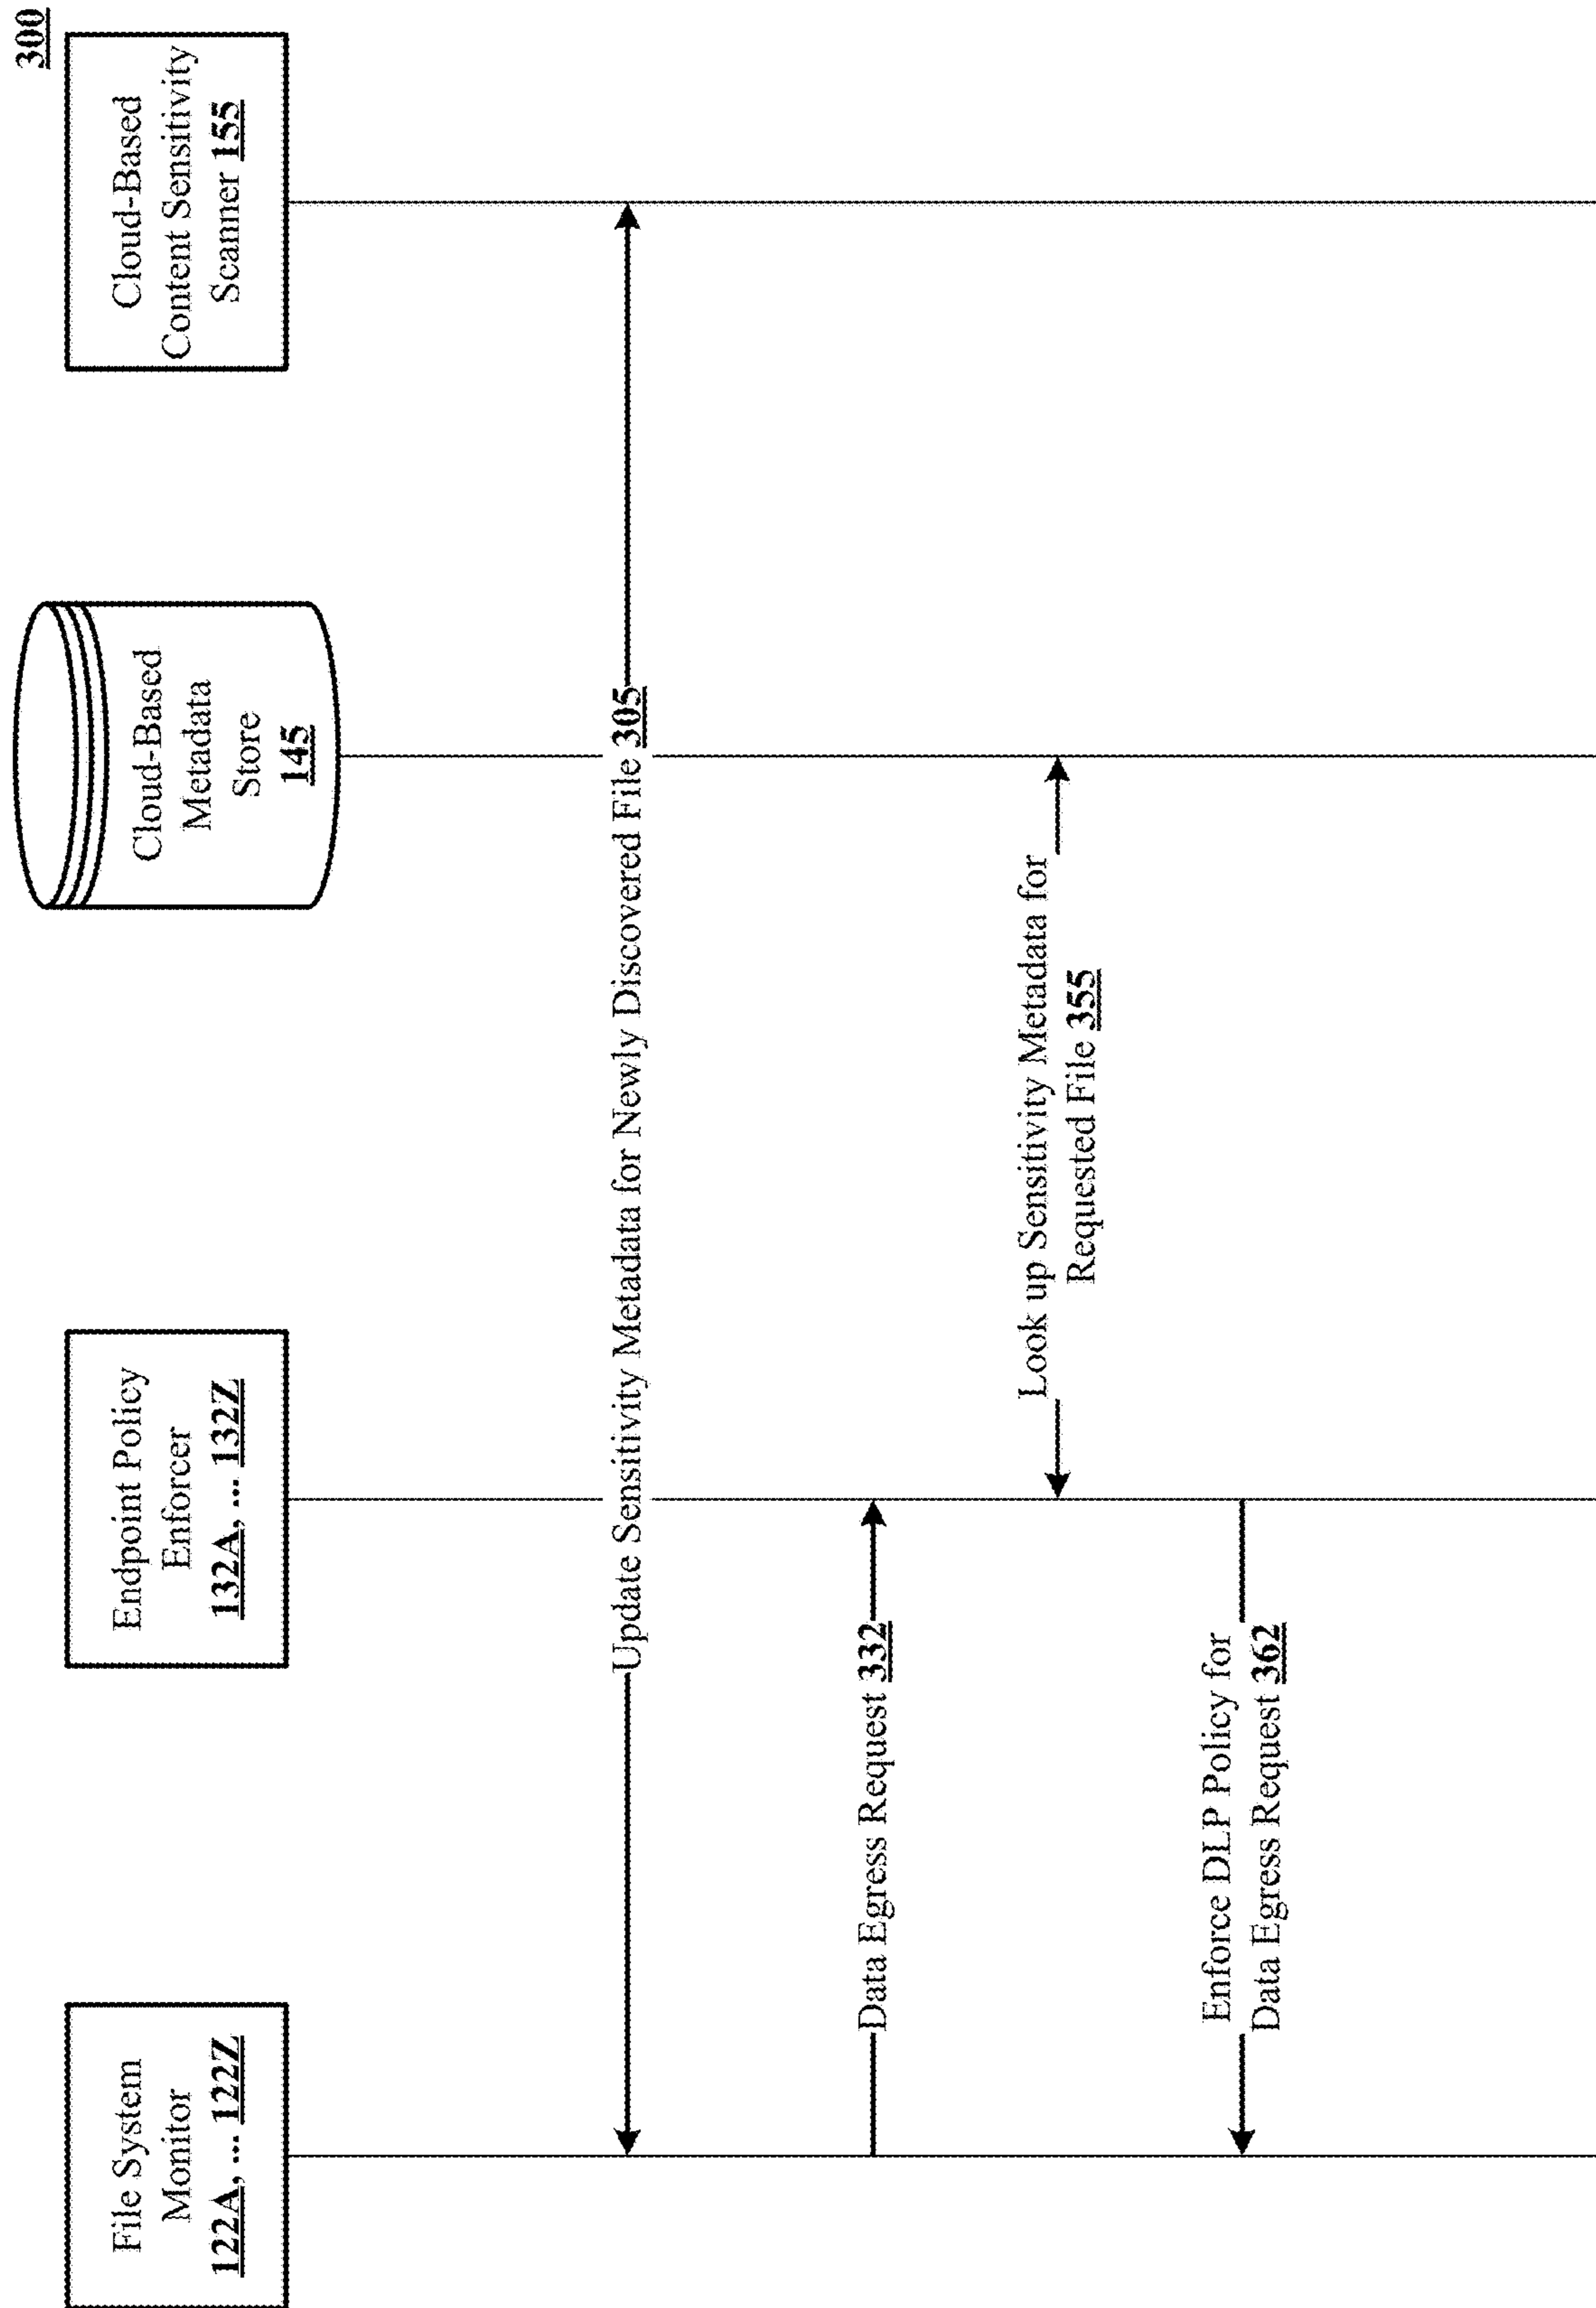 300
File System
Monitor
122A, ... 122Z
Endpoint Policy
Enforcer
132A, ... 132Z
Cloud-Based
Metadata
Store
145
Cloud-Based
Content Sensitivity
Scanner 155
Update Sensitivity Metadata for Newly Discovered File 305
Data Egress Request 332
Look up Sensitivity Metadata for
Requested File 355
Enforce DLP Policy for
Data Egress Request 362